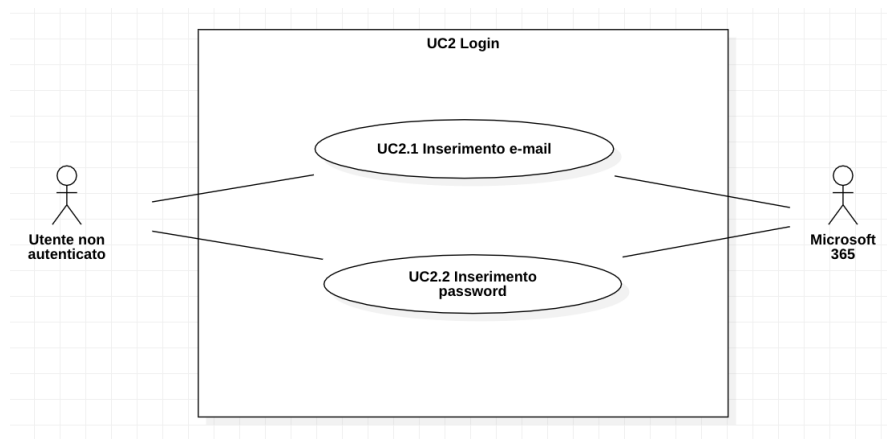 UC2 Login
UC2.1 Inserimento e-mail
Utente non
autenticato
Microsoft
365
UC2.2 Inserimento
password